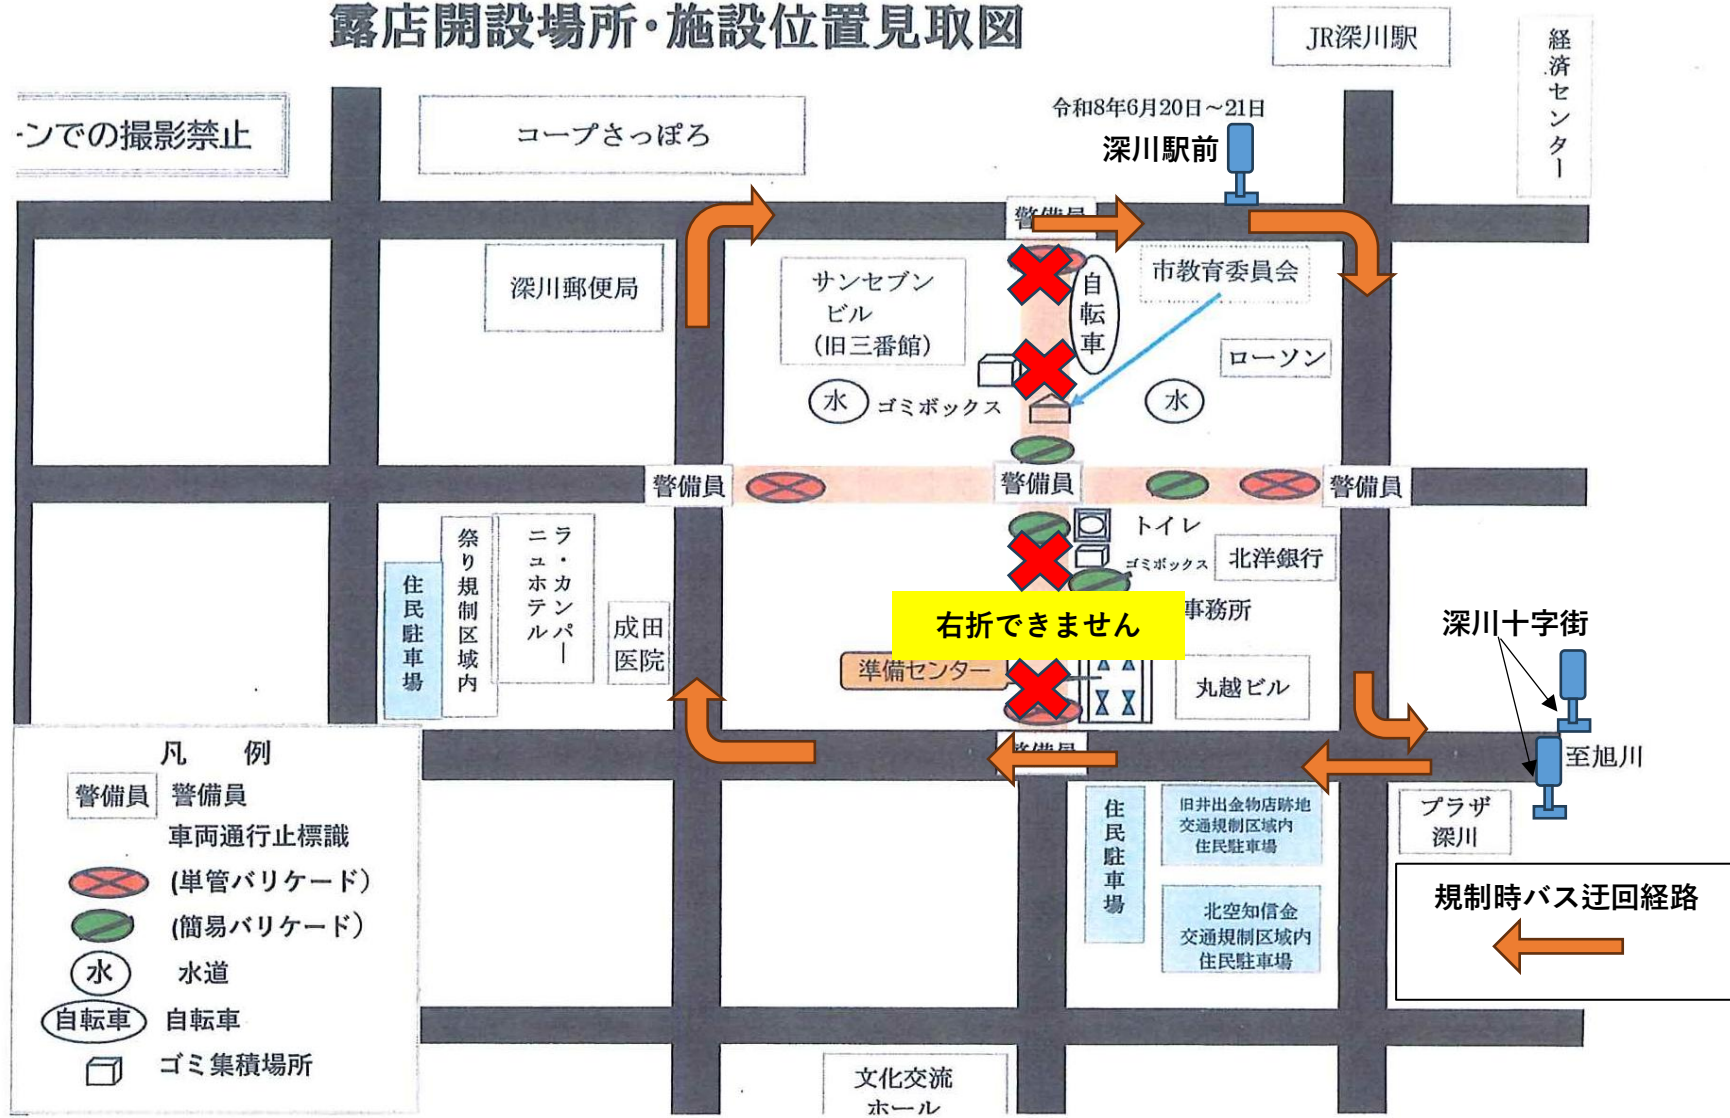 露店開設場所・施設位置見取図
JR深川駅
経済センター
ーンでの撮影禁止
コープさっぽろ
令和8年6月20日～21日
深川駅前
警備員
深川郵便局
サンセブン
ビル
(旧三番館)
自転車
市教育委員会
ローソン
水
ゴミボックス
水
警備員
警備員
警備員
トイレ
ゴミボックス
北洋銀行
住民駐車場
祭り規制区域内
ラ・カンパー
ニュホテル
成田
医院
右折できません
事務所
準備センター
丸越ビル
深川十字街
至旭川
警備員
凡 例
警備員 警備員
車両通行止標識
(単管バリケード)
(簡易バリケード)
水 水道
自転車 自転車
ゴミ集積場所
住民駐車場
旧井出金物店跡地
交通規制区域内
住民駐車場
北空知信金
交通規制区域内
住民駐車場
プラザ
深川
規制時バス迂回経路
文化交流
ホール